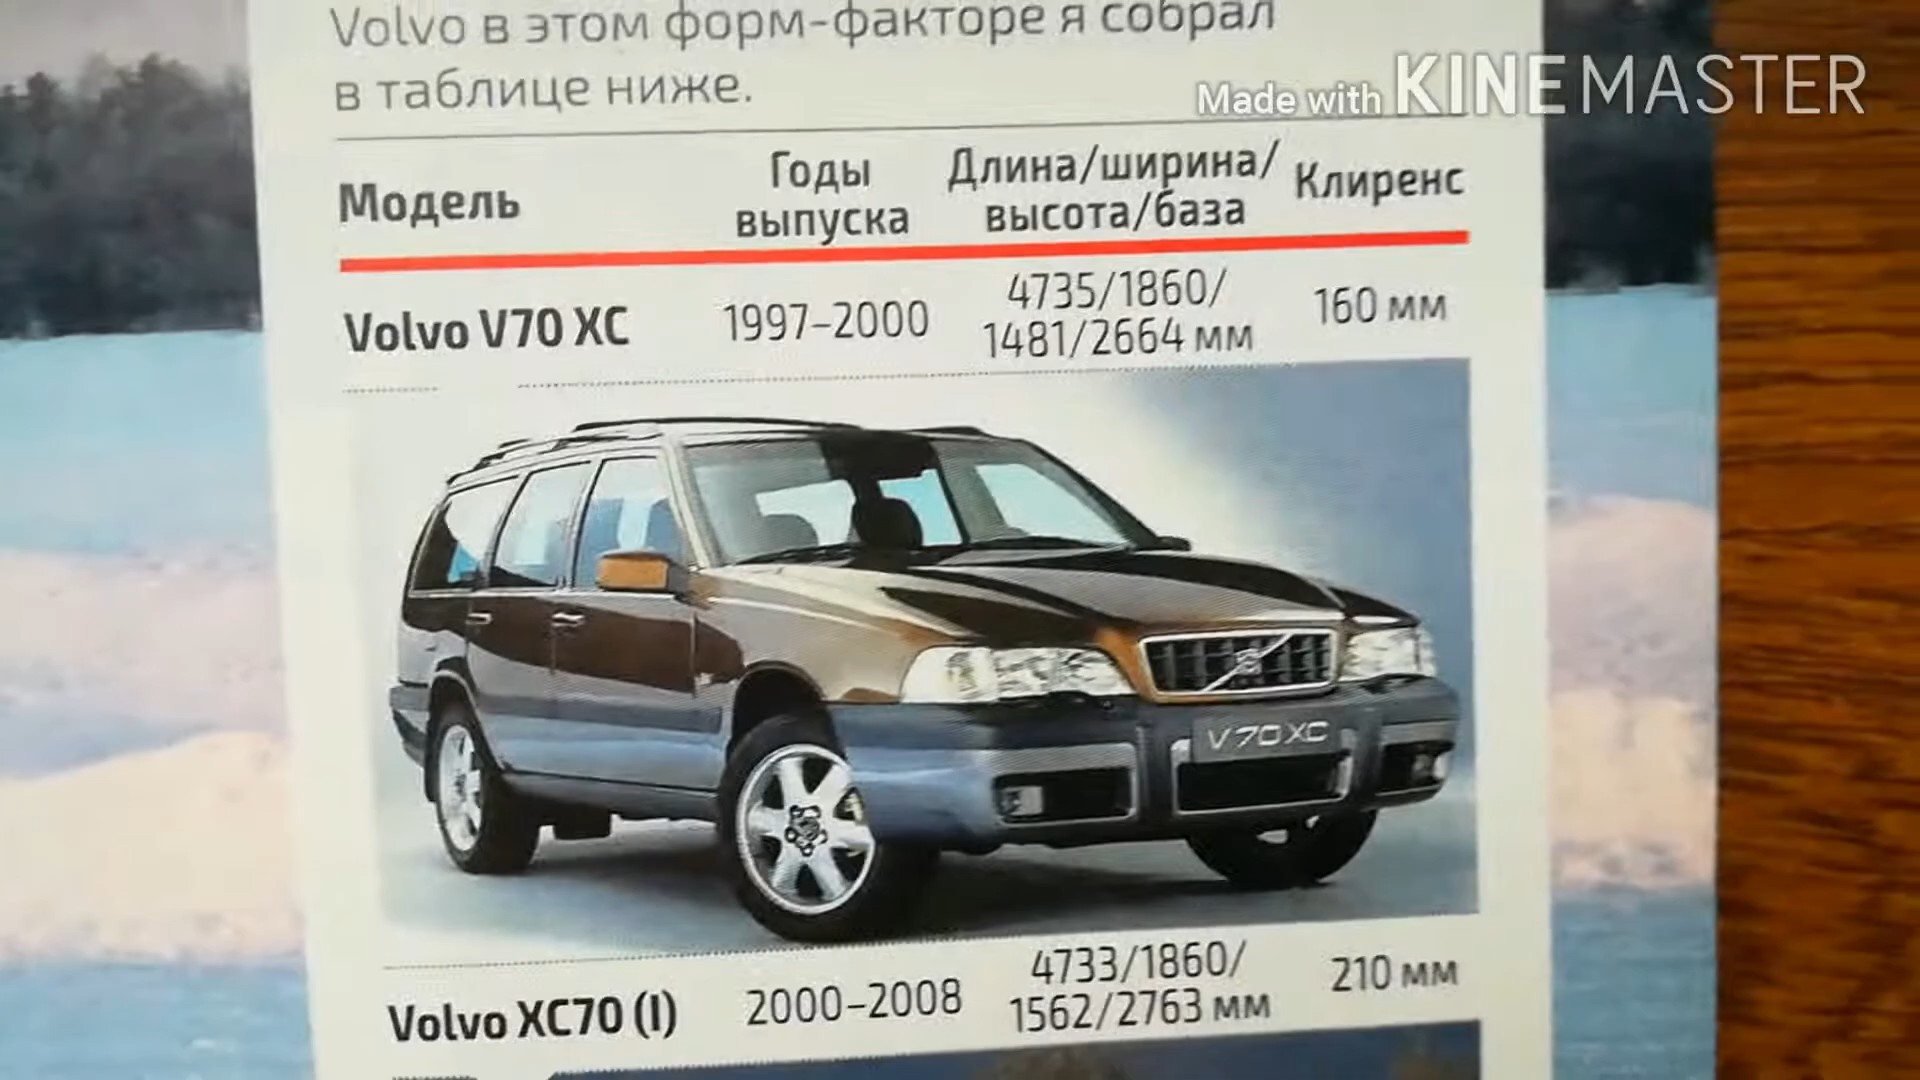 Volvo в этом форм-факторе я собрал
в таблице ниже.
Made with KINEMASTER
Модель
Годы
выпуска
Длина/ширина/
высота/база
Клиренс
Volvo V70 XC
1997–2000
4735/1860/
1481/2664 мм
160 мм
V70XC
Volvo XC70 (I)
2000–2008
4733/1860/
1562/2763 мм
210 мм